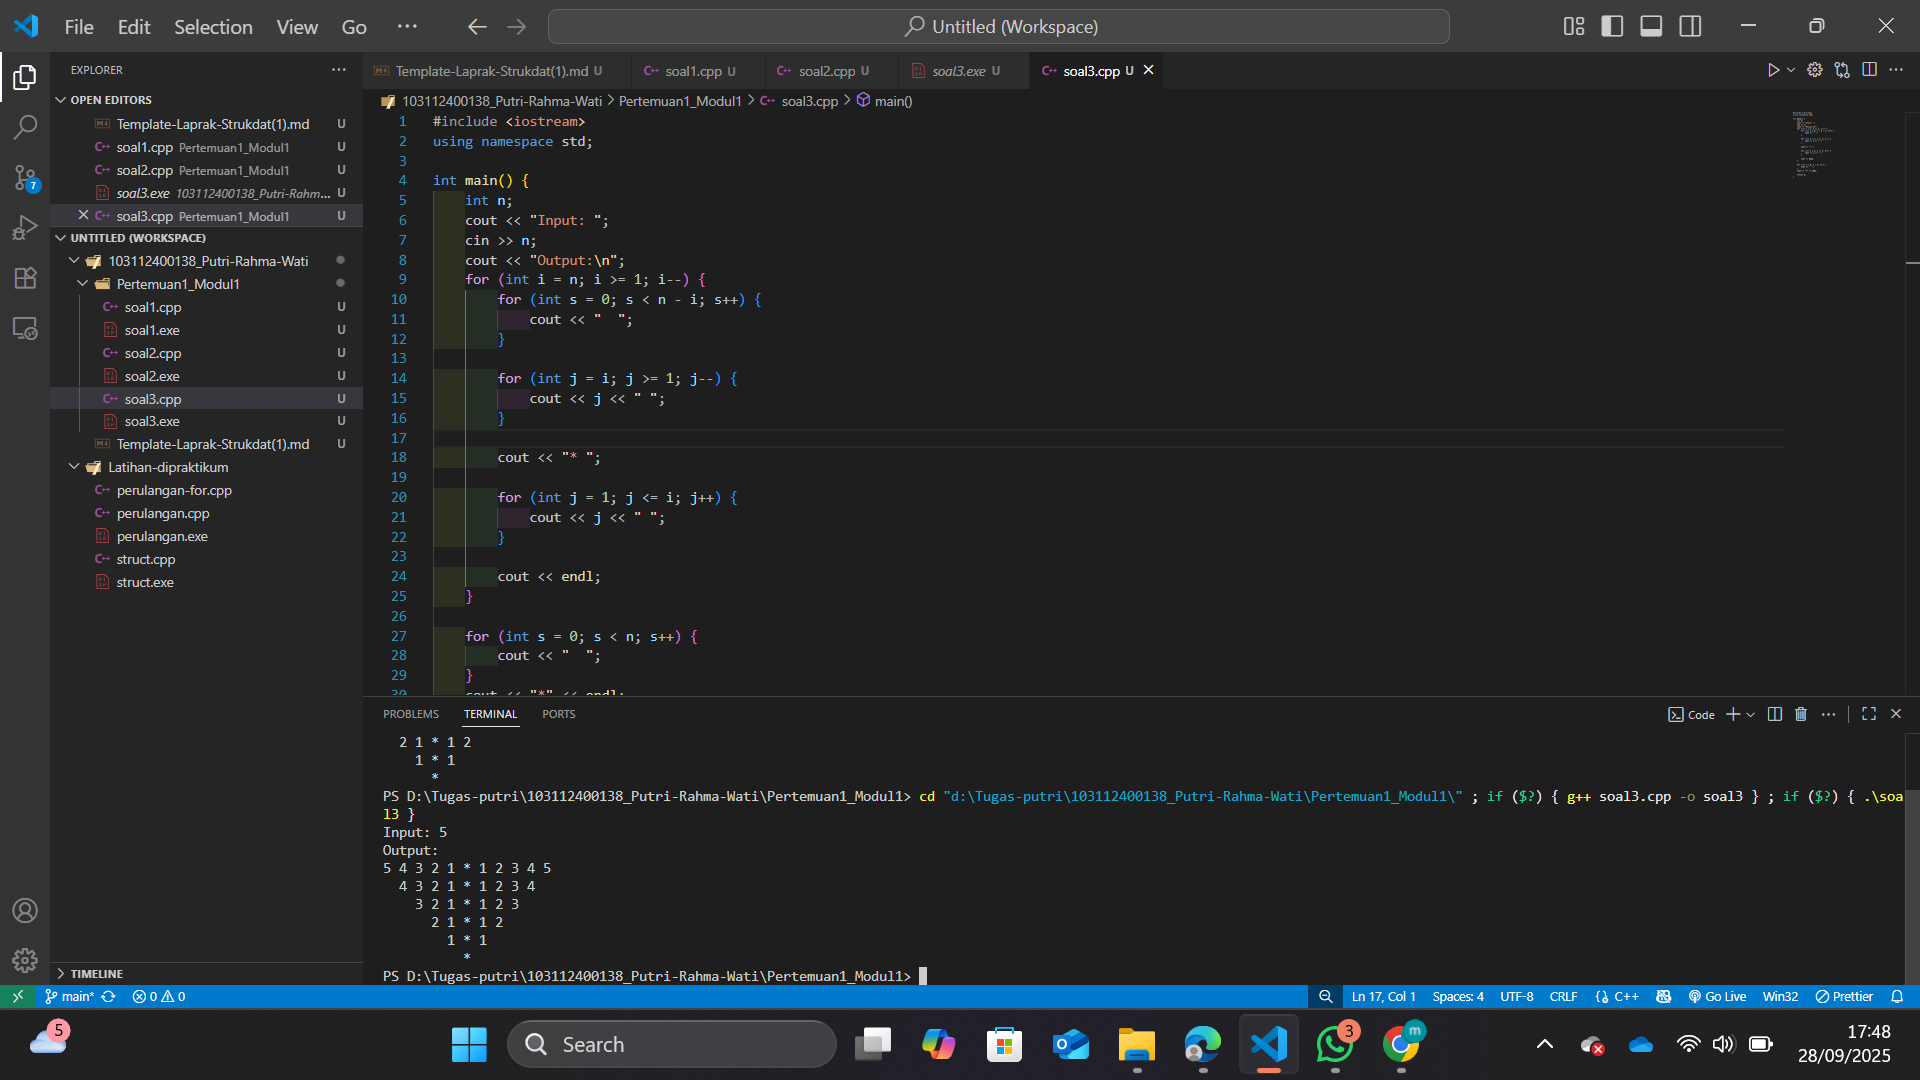 File Edit Selection View Go ··· Untitled (Workspace)
EXPLORER ···
OPEN EDITORS
Template-Laprak-Strukdat(1).md U
soal1.cpp Pertemuan1_Modul1 U
soal2.cpp Pertemuan1_Modul1 U
soal3.exe 103112400138_Putri-Rahm... U
soal3.cpp Pertemuan1_Modul1 U
UNTITLED (WORKSPACE)
103112400138_Putri-Rahma-Wati
Pertemuan1_Modul1
soal1.cpp U
soal1.exe U
soal2.cpp U
soal2.exe U
soal3.cpp U
soal3.exe U
Template-Laprak-Strukdat(1).md U
Latihan-dipraktikum
perulangan-for.cpp
perulangan.cpp
perulangan.exe
struct.cpp
struct.exe
TIMELINE
Template-Laprak-Strukdat(1).md U soal1.cpp U soal2.cpp U soal3.exe U soal3.cpp U
103112400138_Putri-Rahma-Wati > Pertemuan1_Modul1 > soal3.cpp > main()
1 #include <iostream>
2 using namespace std;
3
4 int main() {
5 int n;
6 cout << "Input: ";
7 cin >> n;
8 cout << "Output:\n";
9 for (int i = n; i >= 1; i--) {
10 for (int s = 0; s < n - i; s++) {
11 cout << "  ";
12 }
13
14 for (int j = i; j >= 1; j--) {
15 cout << j << " ";
16 }
17
18 cout << "* ";
19
20 for (int j = 1; j <= i; j++) {
21 cout << j << " ";
22 }
23
24 cout << endl;
25 }
26
27 for (int s = 0; s < n; s++) {
28 cout << "  ";
29 }
30 cout << "*" << endl;
PROBLEMS TERMINAL PORTS Code
2 1 * 1 2
1 * 1
*
PS D:\Tugas-putri\103112400138_Putri-Rahma-Wati\Pertemuan1_Modul1> cd "d:\Tugas-putri\103112400138_Putri-Rahma-Wati\Pertemuan1_Modul1\" ; if ($?) { g++ soal3.cpp -o soal3 } ; if ($?) { .\soa
l3 }
Input: 5
Output:
5 4 3 2 1 * 1 2 3 4 5
4 3 2 1 * 1 2 3 4
3 2 1 * 1 2 3
2 1 * 1 2
1 * 1
*
PS D:\Tugas-putri\103112400138_Putri-Rahma-Wati\Pertemuan1_Modul1>
main* 0 0 Ln 17, Col 1 Spaces: 4 UTF-8 CRLF {} C++ Go Live Win32 Prettier
7
5
Search
3
m
17:48
28/09/2025